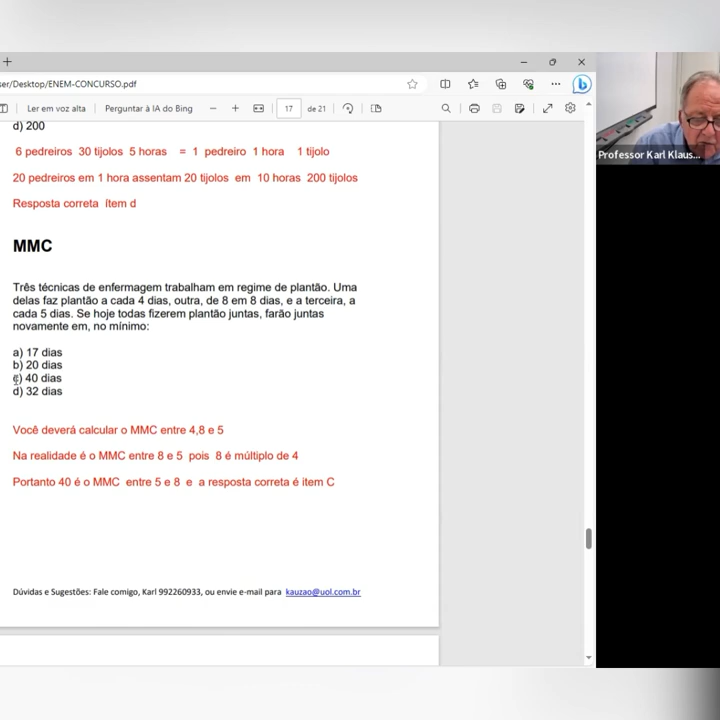 ser/Desktop/ENEM-CONCURSO.pdf
Ler em voz alta Perguntar à IA do Bing 17 de 21
d) 200
6 pedreiros 30 tijolos 5 horas = 1 pedreiro 1 hora 1 tijolo
20 pedreiros em 1 hora assentam 20 tijolos em 10 horas 200 tijolos
Resposta correta ítem d
MMC
Três técnicas de enfermagem trabalham em regime de plantão. Uma
delas faz plantão a cada 4 dias, outra, de 8 em 8 dias, e a terceira, a
cada 5 dias. Se hoje todas fizerem plantão juntas, farão juntas
novamente em, no mínimo:
a) 17 dias
b) 20 dias
c) 40 dias
d) 32 dias
Você deverá calcular o MMC entre 4,8 e 5
Na realidade é o MMC entre 8 e 5 pois 8 é múltiplo de 4
Portanto 40 é o MMC entre 5 e 8 e a resposta correta é item C
Dúvidas e Sugestões: Fale comigo, Karl 992260933, ou envie e-mail para kauzao@uol.com.br
Professor Karl Klaus...